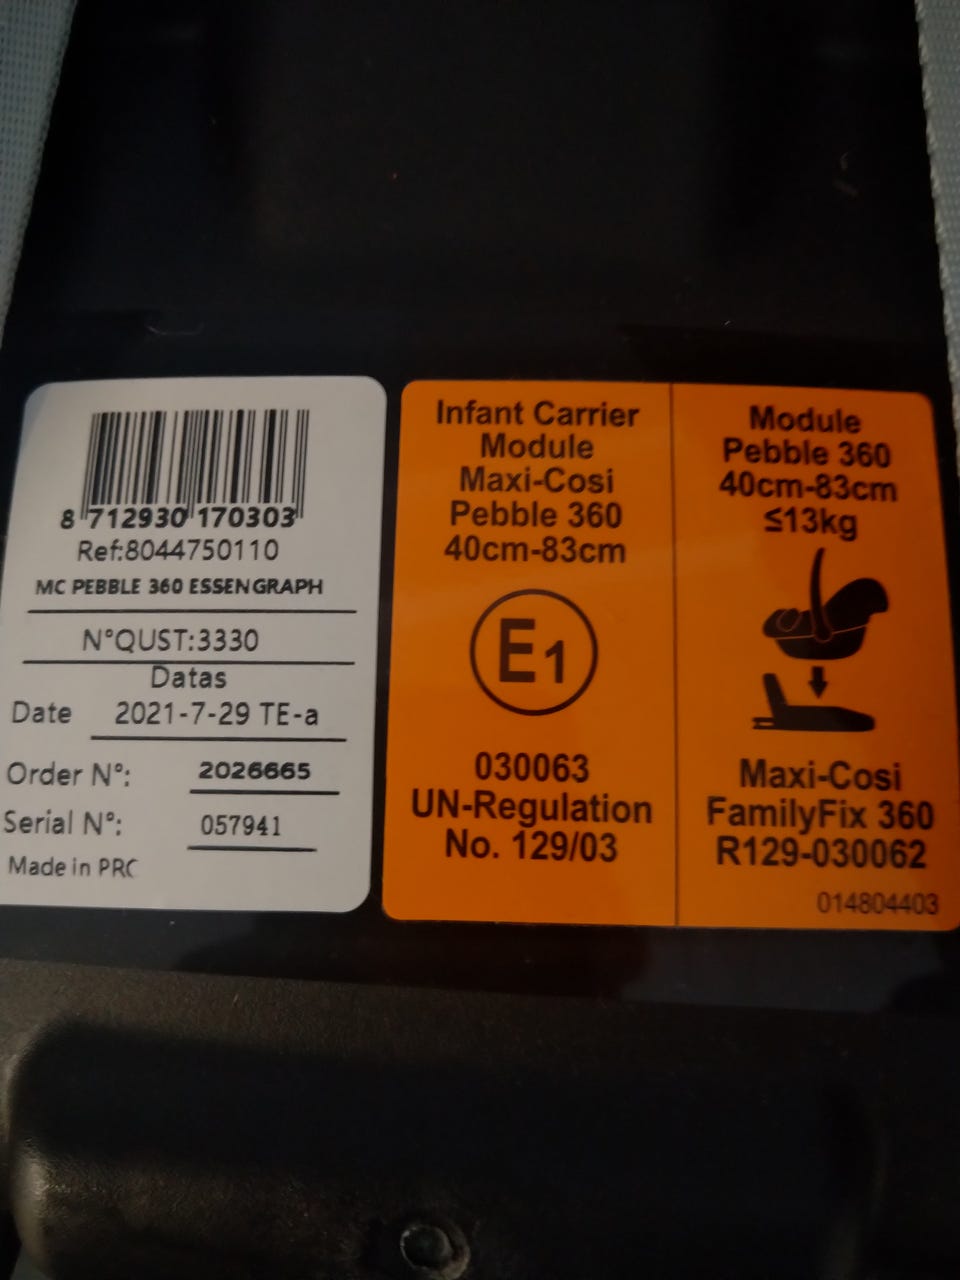 8 712930 170303
Ref:8044750110
MC PEBBLE 360 ESSENGRAPH
N°QUST:3330
Datas
Date 2021-7-29 TE-a
Order N°: 2026665
Serial N°: 057941
Made in PRC
Infant Carrier
Module
Maxi-Cosi
Pebble 360
40cm-83cm
E1
030063
UN-Regulation
No. 129/03
Module
Pebble 360
40cm-83cm
≤13kg
Maxi-Cosi
FamilyFix 360
R129-030062
014804403